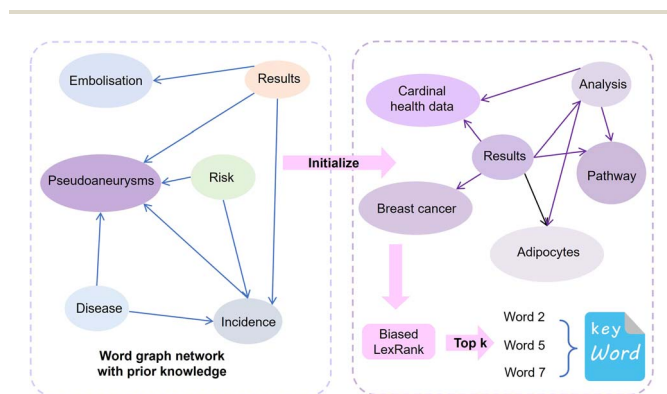 Embolisation
Results
Pseudoaneurysms
Risk
Disease
Incidence
Word graph network
with prior knowledge
Initialize
Cardinal
health data
Analysis
Results
Pathway
Breast cancer
Adipocytes
Biased
LexRank
Top k
Word 2
Word 5
Word 7
key
Word